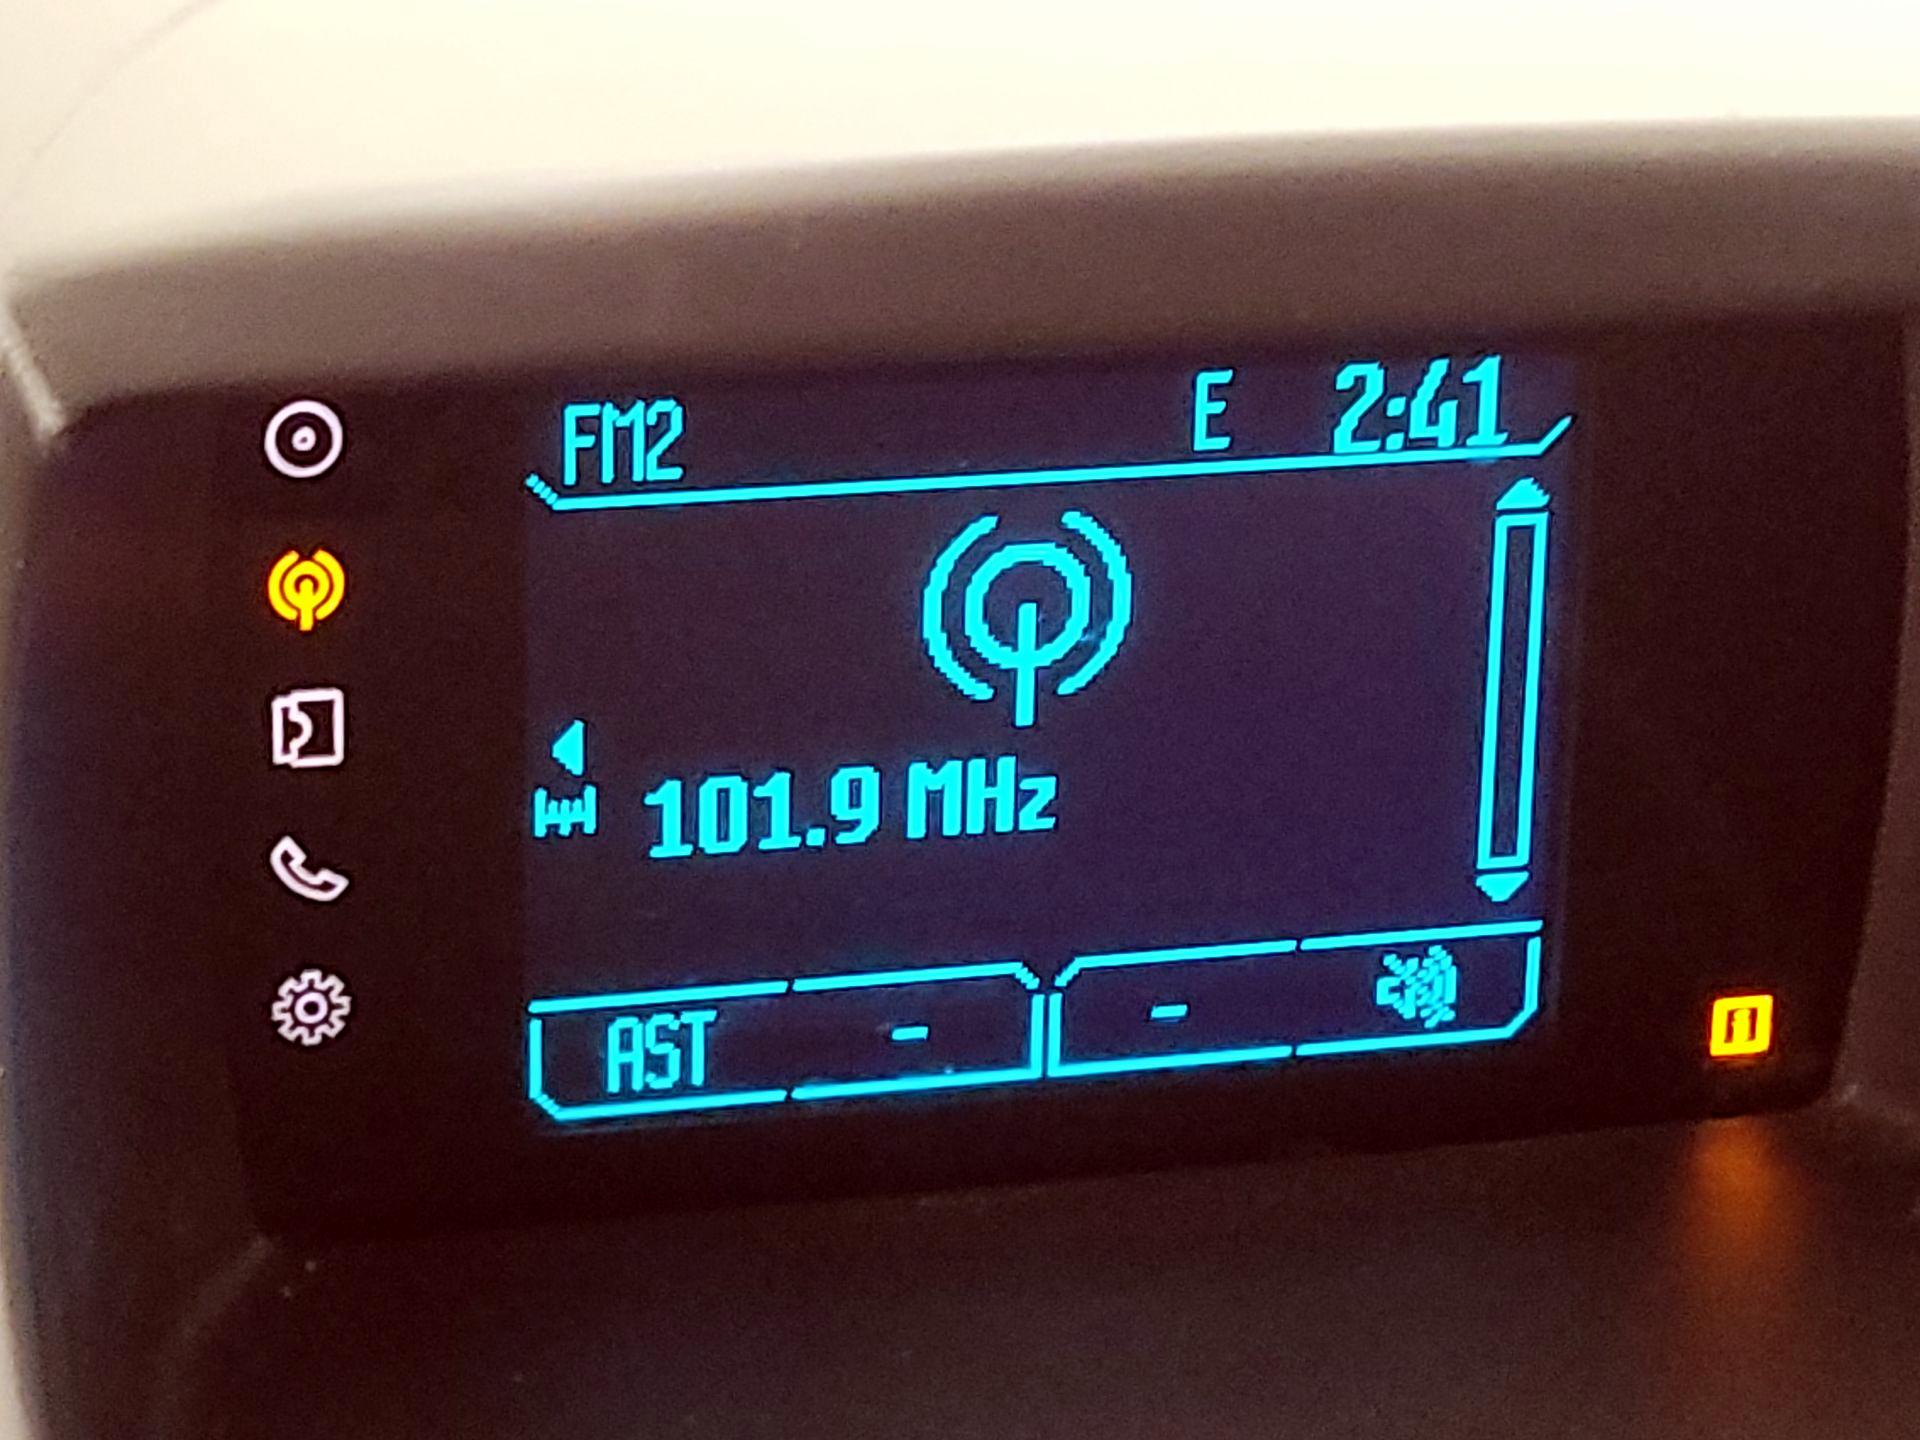 FM2 E 2:41
101.9 MHz
AST - -